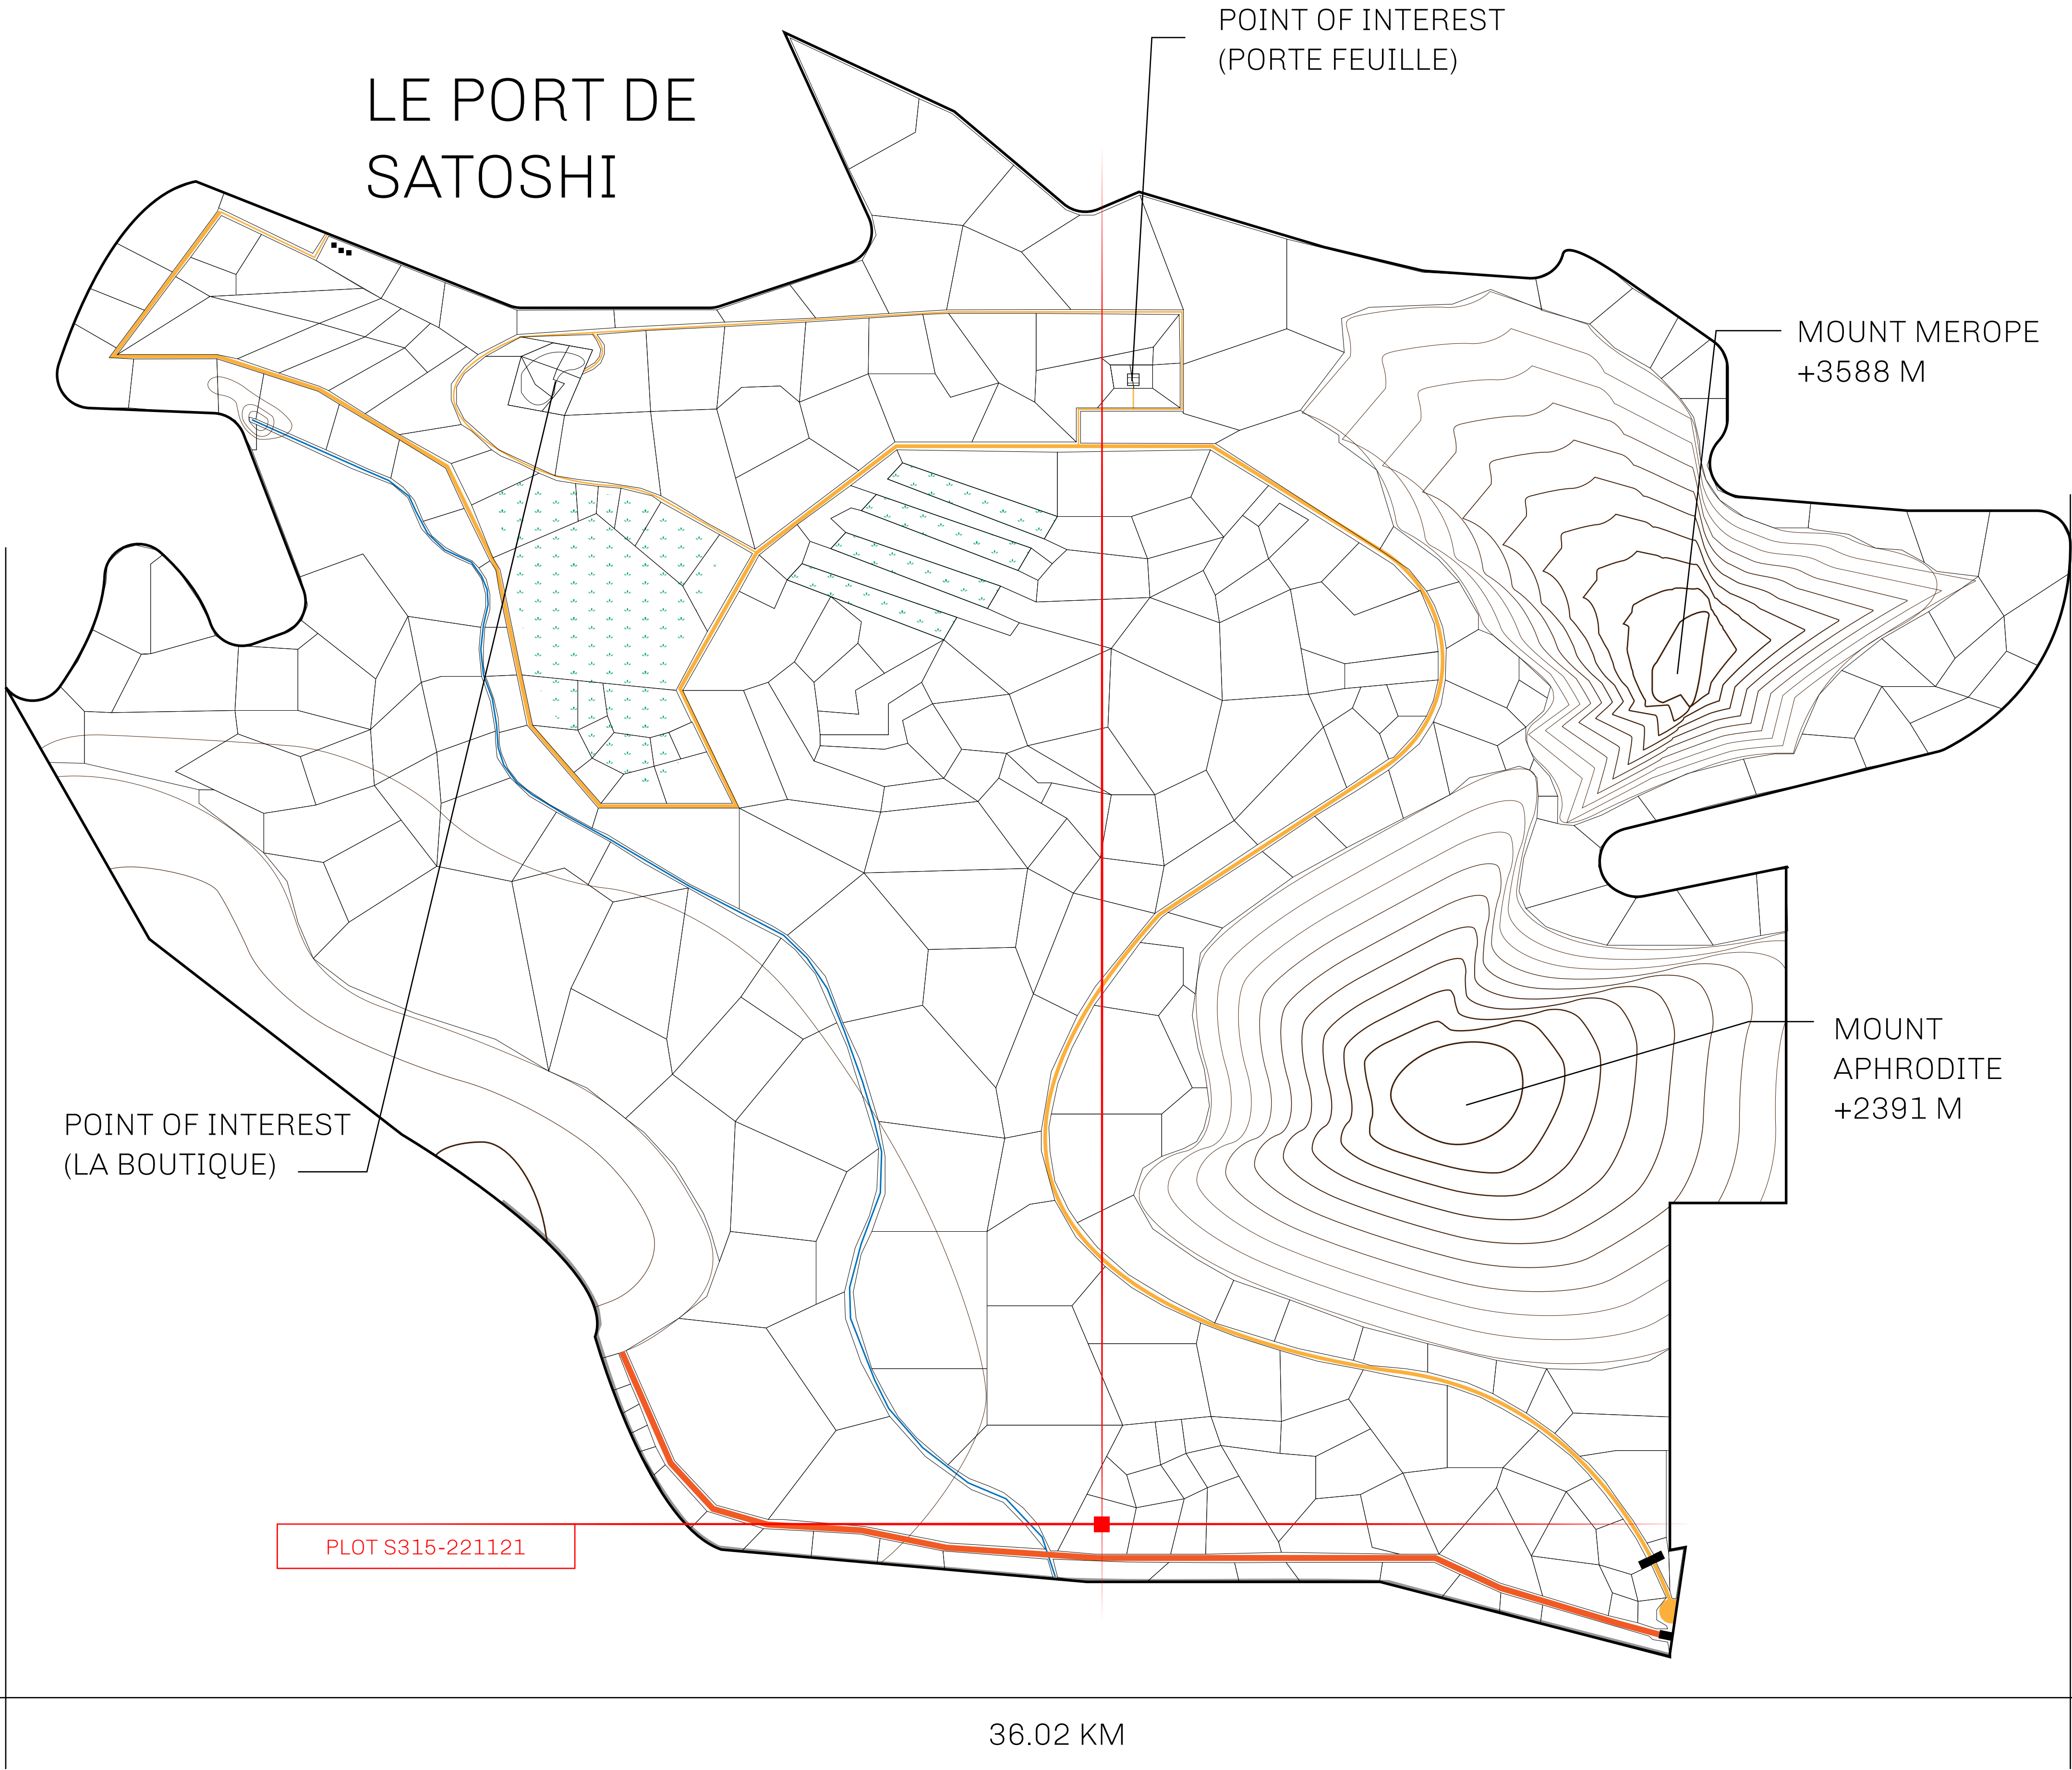 POINT OF INTEREST
(PORTE FEUILLE)
LE PORT DE
SATOSHI
MOUNT MEROPE
+3588 M
MOUNT
APHRODITE
+2391 M
POINT OF INTEREST
(LA BOUTIQUE)
PLOT S315-221121
36.02 KM